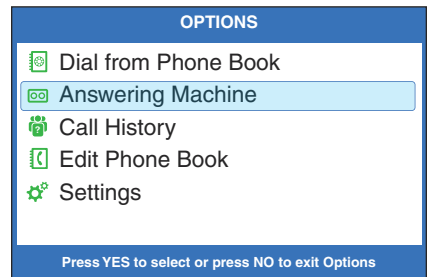 OPTIONS
Dial from Phone Book
Answering Machine
Call History
Edit Phone Book
Settings
Press YES to select or press NO to exit Options